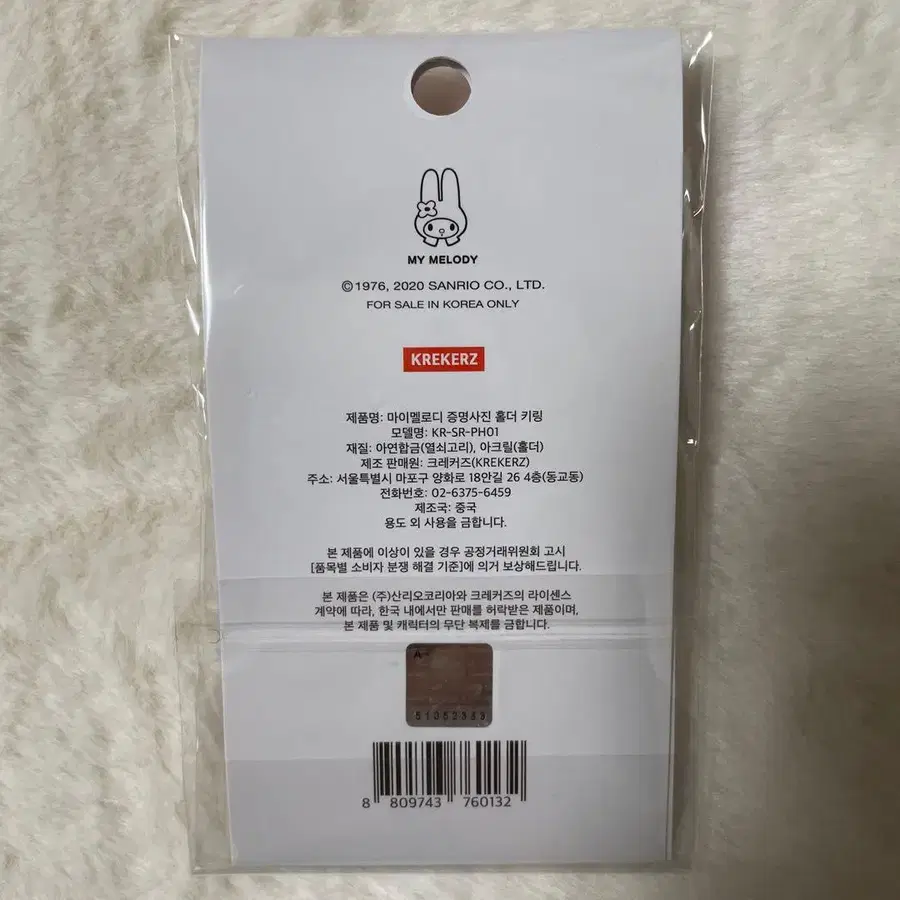 MY MELODY
©1976, 2020 SANRIO CO., LTD.
FOR SALE IN KOREA ONLY
KREKERZ
제품명: 마이멜로디 증명사진 홀더 키링
모델명: KR-SR-PH01
재질: 아연합금(열쇠고리), 아크릴(홀더)
제조 판매원: 크레커즈(KREKERZ)
주소: 서울특별시 마포구 양화로 18안길 26 4층(동교동)
전화번호: 02-6375-6459
제조국: 중국
용도 외 사용을 금합니다.
본 제품에 이상이 있을 경우 공정거래위원회 고시
[품목별 소비자 분쟁 해결 기준]에 의거 보상해드립니다.
본 제품은 (주)산리오코리아와 크레커즈의 라이센스
계약에 따라, 한국 내에서만 판매를 허락받은 제품이며,
본 제품 및 캐릭터의 무단 복제를 금합니다.
8 809743 760132